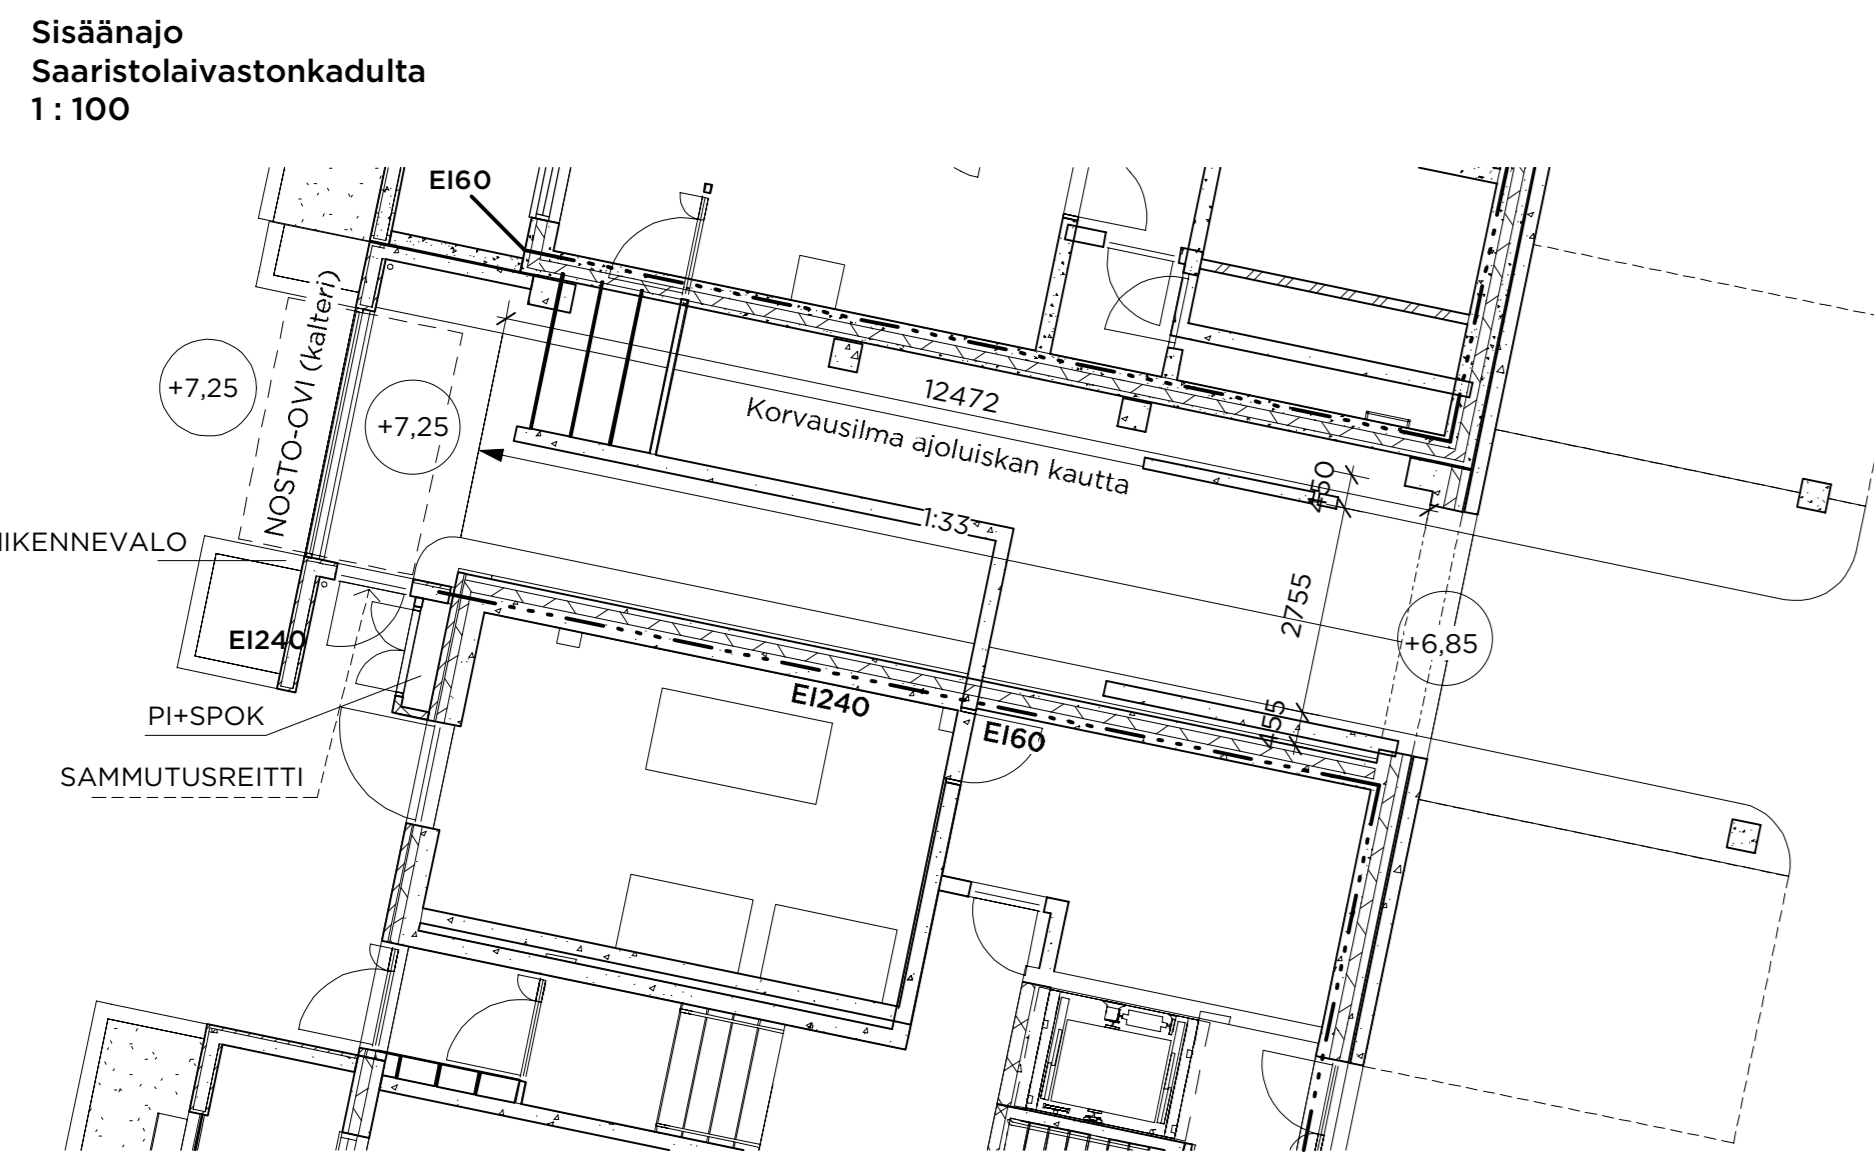 Sisäänajo
Saaristolaivastonkadulta
1 : 100
EI60
NOSTO-OVI (kalteri)
+7,25
+7,25
12472
Korvausilma ajoluiskan kautta
1:33
450
2755
+6,85
455
IIKENNEVALO
EI240
PI+SPOK
SAMMUTUSREITTI
EI240
EI60